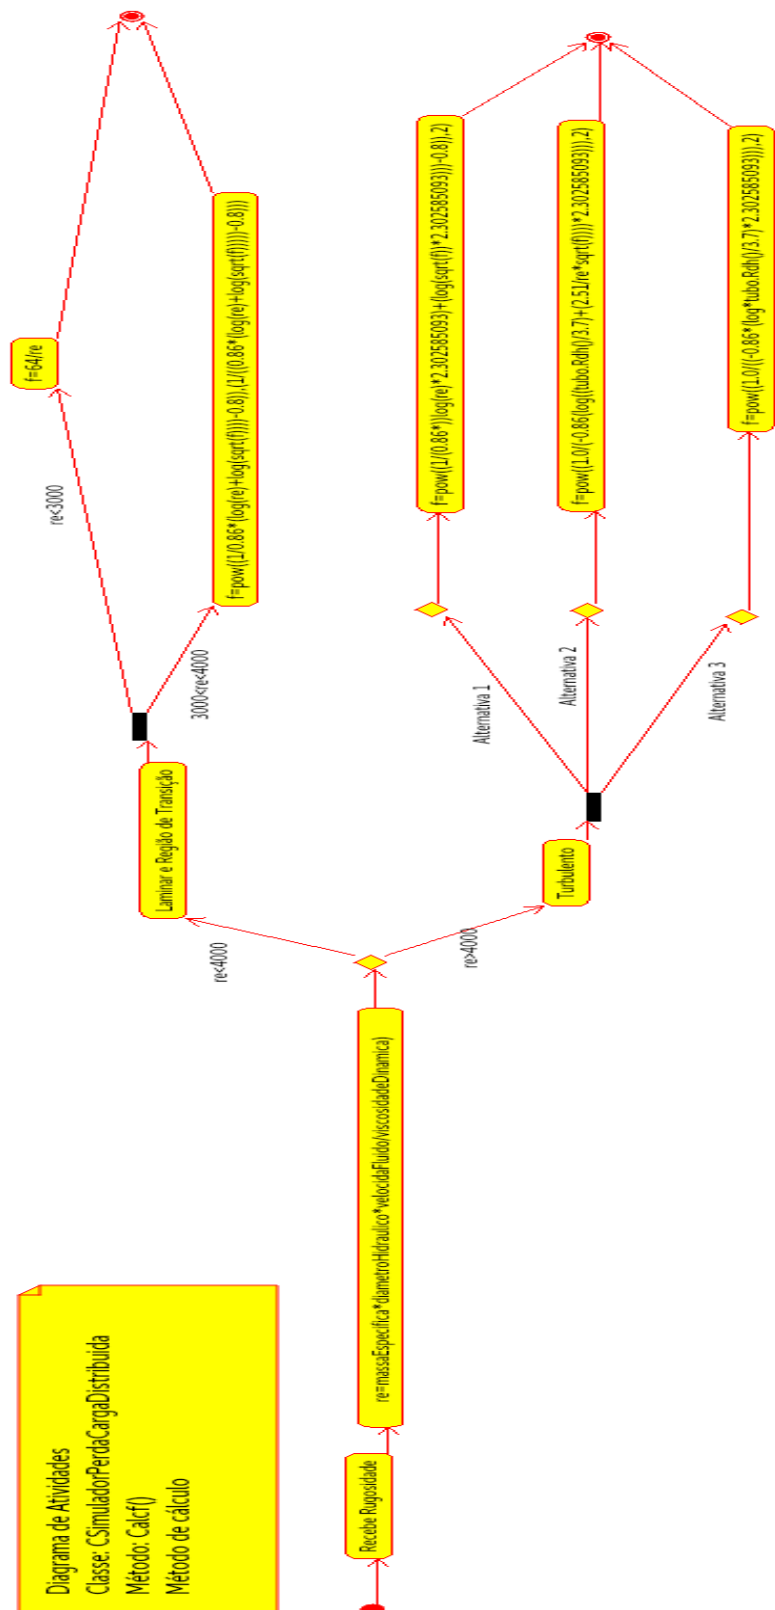 Diagrama de Atividades
Classe: CSimuladorPerdaCargaDistribuida
Método: Calcf()
Método de cálculo
Recebe Rugosidade
re=massaEspecifica*diametroHidraulico*velocidaFluido/viscosidadeDinamica)
re<4000
Laminar e Região de Transição
re<3000
f=64/re
3000<re<4000
f=pow((1/0.86*(log(re)+log(sqrt(f))))-0.8)),(1/((0.86*(log(re)+log(sqrt(f)))))-0.8)))
re>4000
Turbulento
Alternativa 1
f=pow((1/(0.86*))log(re)*2.302585093)+(log(sqrt(f))*2.302585093)))-0.8)),2)
Alternativa 2
f=pow((1.0/(-0.86(log((tubo.Rdh()/3.7)+(2.51/re*sqrt(f))))*2.302585093))),2)
Alternativa 3
f=pow((1.0/((-0.86*(log*tubo.Rdh()/3.7)*2.302585093))),2)